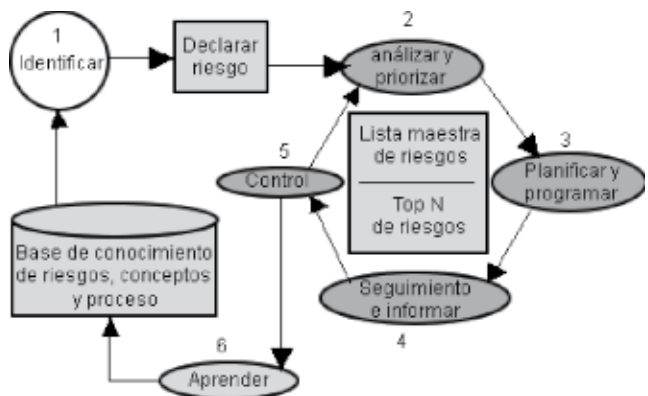 1
Identificar
Declarar
riesgo
2
análizar y
priorizar
3
Planificar y
programar
Lista maestra
de riesgos
Top N
de riesgos
5
Control
Base de conocimiento
de riesgos, conceptos
y proceso
Seguimiento
e informar
4
6
Aprender